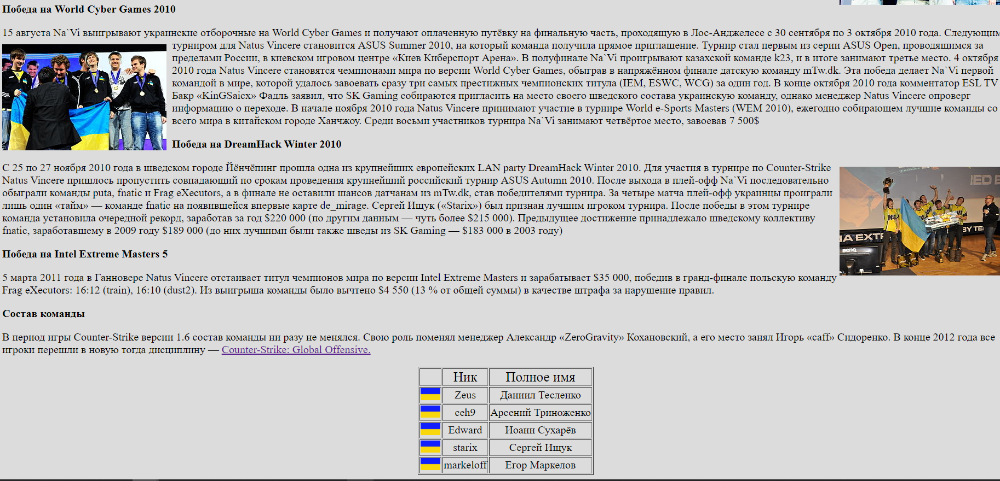 Победа на World Cyber Games 2010
15 августа Na`Vi выигрывают украинские отборочные на World Cyber Games и получают оплаченную путёвку на финальную часть, проходящую в Лос-Анджелесе с 30 сентября по 3 октября 2010 года. Следующим
турниром для Natus Vincere становится ASUS Summer 2010, на который команда получила прямое приглашение. Турнир стал первым из серии ASUS Open, проводящимся за
пределами России, в киевском игровом центре «Киев Киберспорт Арена». В полуфинале Na`Vi проигрывают казахской команде k23, и в итоге занимают третье место. 4 октября
2010 года Natus Vincere становятся чемпионами мира по версии World Cyber Games, обыграв в напряжённом финале датскую команду mTw.dk. Эта победа делает Na`Vi первой
командой в мире, которой удалось завоевать сразу три самых престижных чемпионских титула (IEM, ESWC, WCG) за один год. В конце октября 2010 года комментатор ESL TV
Бакр «KinGSaicx» Фадль заявил, что SK Gaming собираются пригласить на место своего шведского состава украинскую команду, однако менеджер Natus Vincere опроверг
информацию о переходе. В начале ноября 2010 года Natus Vincere принимают участие в турнире World e-Sports Masters (WEM 2010), ежегодно собирающем лучшие команды со
всего мира в китайском городе Ханчжоу. Среди восьми участников турнира Na`Vi занимают четвёртое место, завоевав 7 500$
Победа на DreamHack Winter 2010
С 25 по 27 ноября 2010 года в шведском городе Йёнчёпинг прошла одна из крупнейших европейских LAN party DreamHack Winter 2010. Для участия в турнире по Counter-Strike
Natus Vincere пришлось пропустить совпадающий по срокам проведения крупнейший российский турнир ASUS Autumn 2010. После выхода в плей-офф Na`Vi последовательно
обыграли команды puta, fnatic и Frag eXecutors, а в финале не оставили шансов датчанам из mTw.dk, став победителями турнира. За четыре матча плей-офф украинцы проиграли
лишь один «тайм» — команде fnatic на появившейся впервые карте de_mirage. Сергей Ищук («Starix») был признан лучшим игроком турнира. После победы в этом турнире
команда установила очередной рекорд, заработав за год $220 000 (по другим данным — чуть более $215 000). Предыдущее достижение принадлежало шведскому коллективу
fnatic, заработавшему в 2009 году $189 000 (до них лучшими были также шведы из SK Gaming — $183 000 в 2003 году)
BenQ
Победа на Intel Extreme Masters 5
5 марта 2011 года в Ганновере Natus Vincere отстаивает титул чемпионов мира по версии Intel Extreme Masters и зарабатывает $35 000, победив в гранд-финале польскую команду
Frag eXecutors: 16:12 (train), 16:10 (dust2). Из выигрыша команды было вычтено $4 550 (13 % от общей суммы) в качестве штрафа за нарушение правил.
Состав команды
В период игры Counter-Strike версии 1.6 состав команды ни разу не менялся. Свою роль поменял менеджер Александр «ZeroGravity» Кохановский, а его место занял Игорь «caff» Сидоренко. В конце 2012 года все
игроки перешли в новую тогда дисциплину — Counter-Strike: Global Offensive.
Ник Полное имя
Zeus Даниил Тесленко
ceh9 Арсений Триноженко
Edward Иоанн Сухарёв
starix Сергей Ищук
markeloff Егор Маркелов